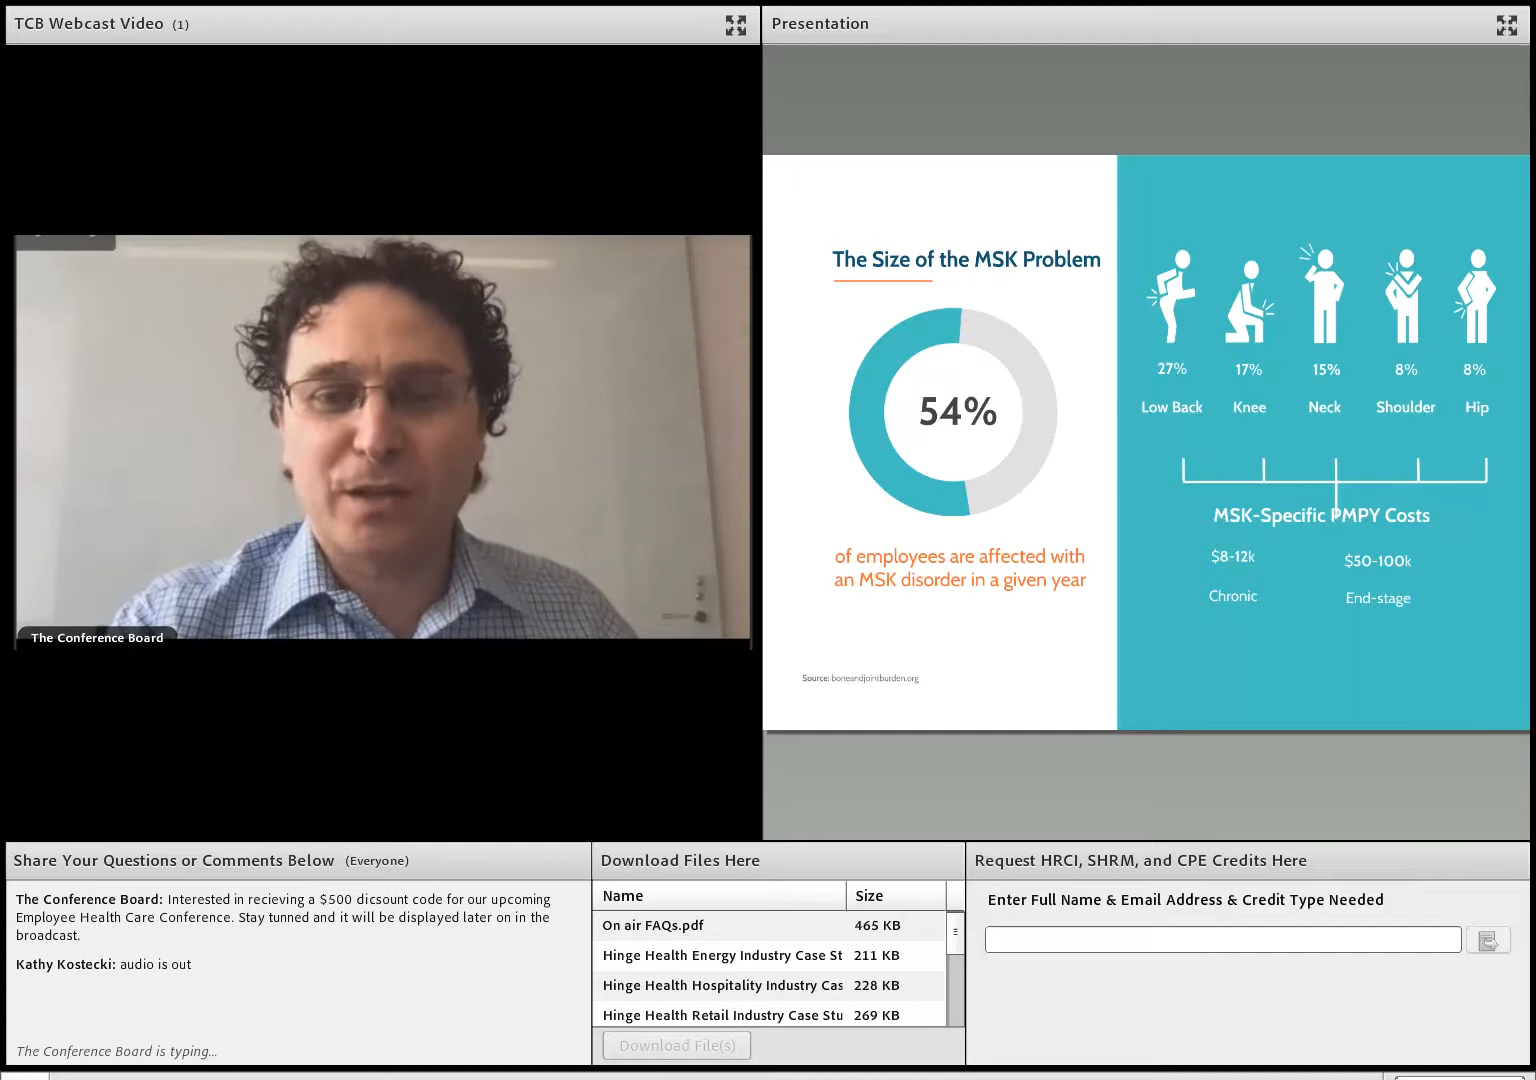 TCB Webcast Video (1)
Presentation
The Conference Board
The Size of the MSK Problem
54%
of employees are affected with
an MSK disorder in a given year
Source: boneandjointburden.org
27% 17% 15% 8% 8%
Low Back Knee Neck Shoulder Hip
MSK-Specific PMPY Costs
$8-12k $50-100k
Chronic End-stage
Share Your Questions or Comments Below (Everyone)
The Conference Board: Interested in recieving a $500 dicsount code for our upcoming
Employee Health Care Conference. Stay tunned and it will be displayed later on in the
broadcast.
Kathy Kostecki: audio is out
The Conference Board is typing...
Download Files Here
Name Size
On air FAQs.pdf 465 KB
Hinge Health Energy Industry Case St 211 KB
Hinge Health Hospitality Industry Cas 228 KB
Hinge Health Retail Industry Case Stu 269 KB
Download File(s)
Request HRCI, SHRM, and CPE Credits Here
Enter Full Name & Email Address & Credit Type Needed